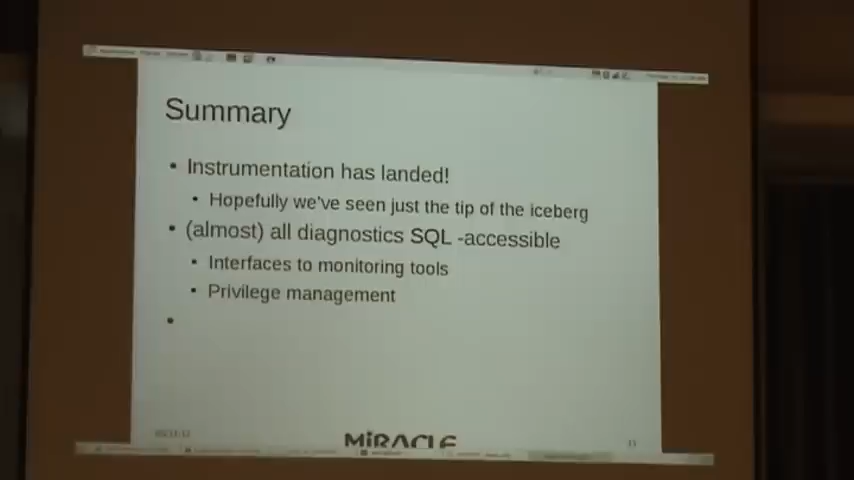 Summary
• Instrumentation has landed!
• Hopefully we've seen just the tip of the iceberg
• (almost) all diagnostics SQL -accessible
• Interfaces to monitoring tools
• Privilege management
•
MIRACLE